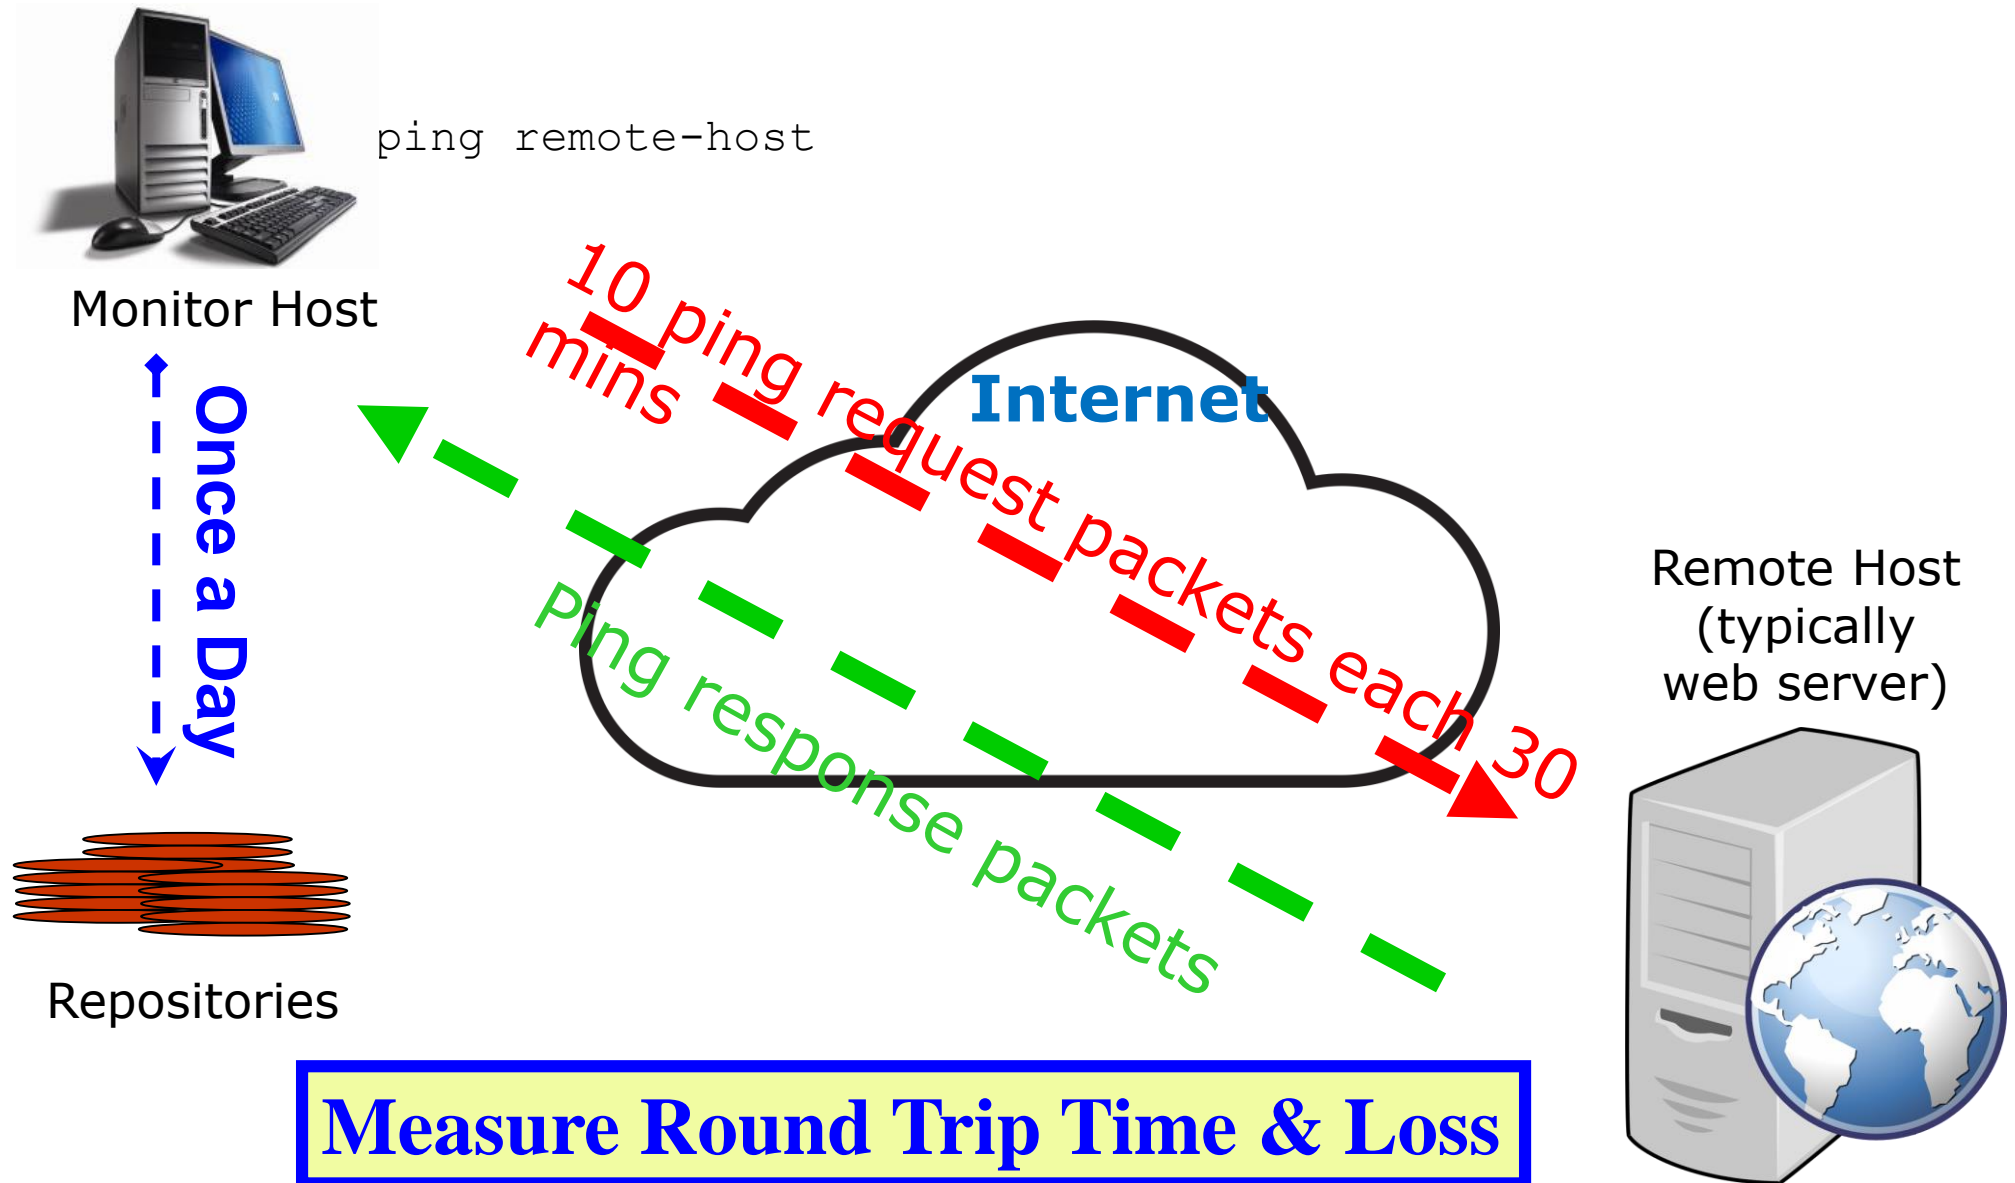 ping remote-host
Monitor Host
10 ping request packets each 30
mins
Internet
Once a Day
Ping response packets
Remote Host
(typically
web server)
Repositories
Measure Round Trip Time & Loss